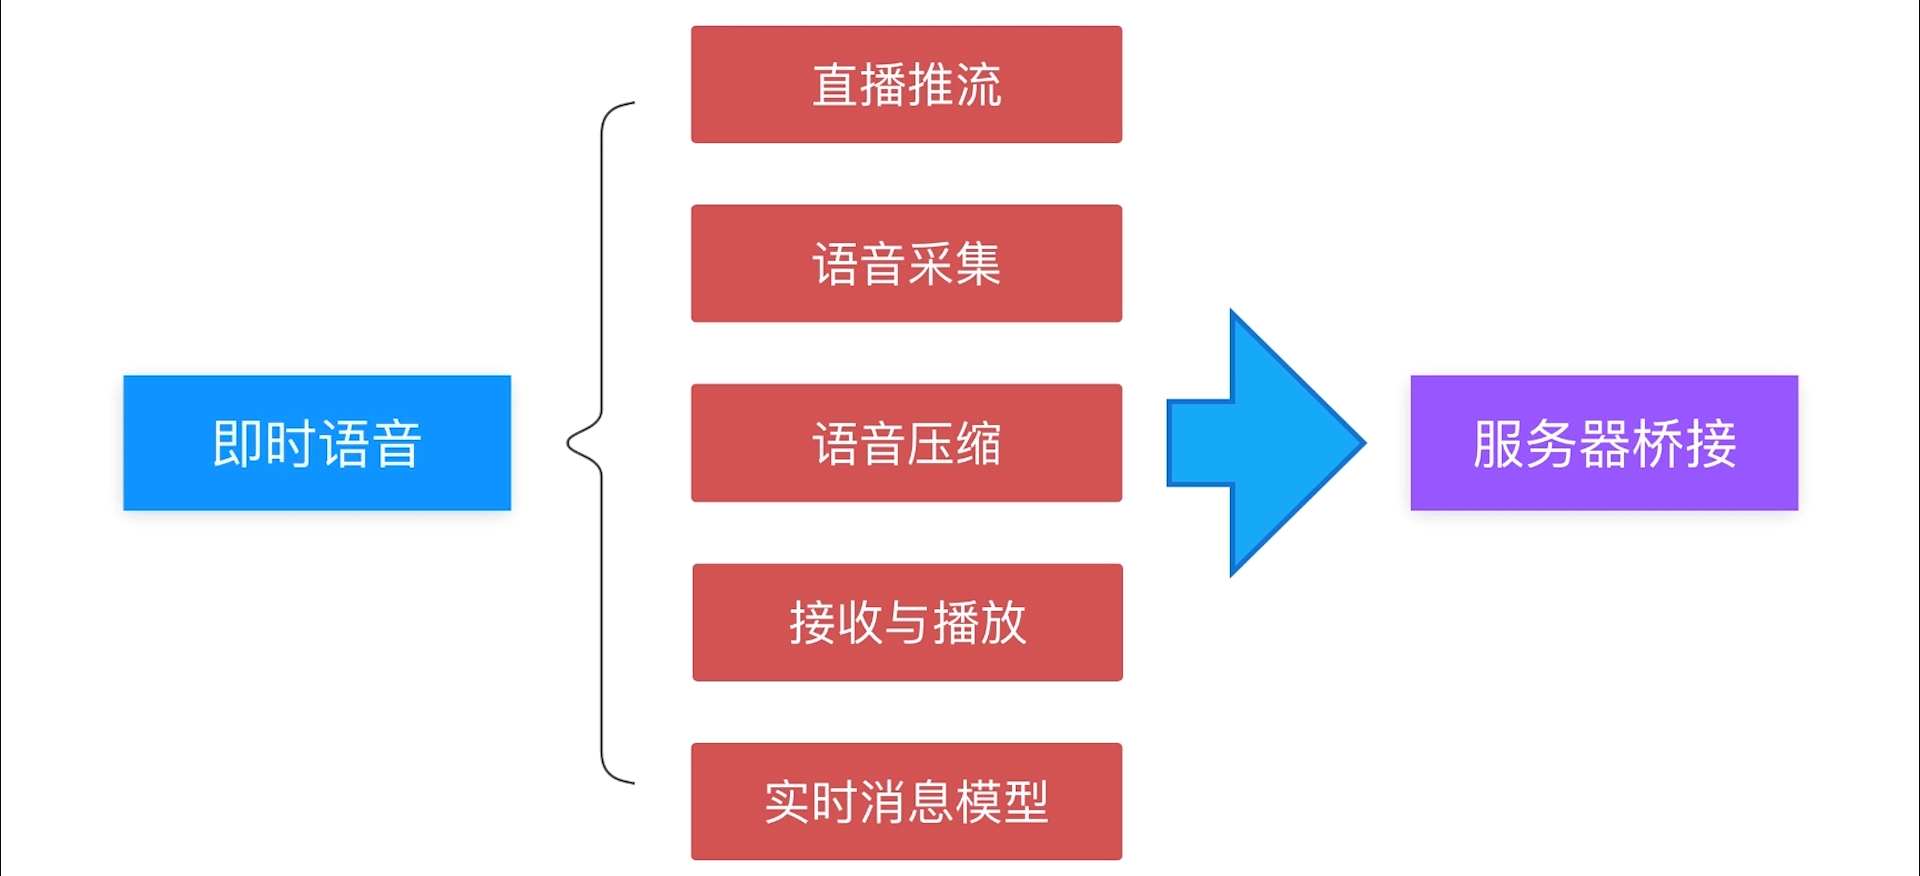 即时语音
直播推流
语音采集
语音压缩
接收与播放
实时消息模型
服务器桥接